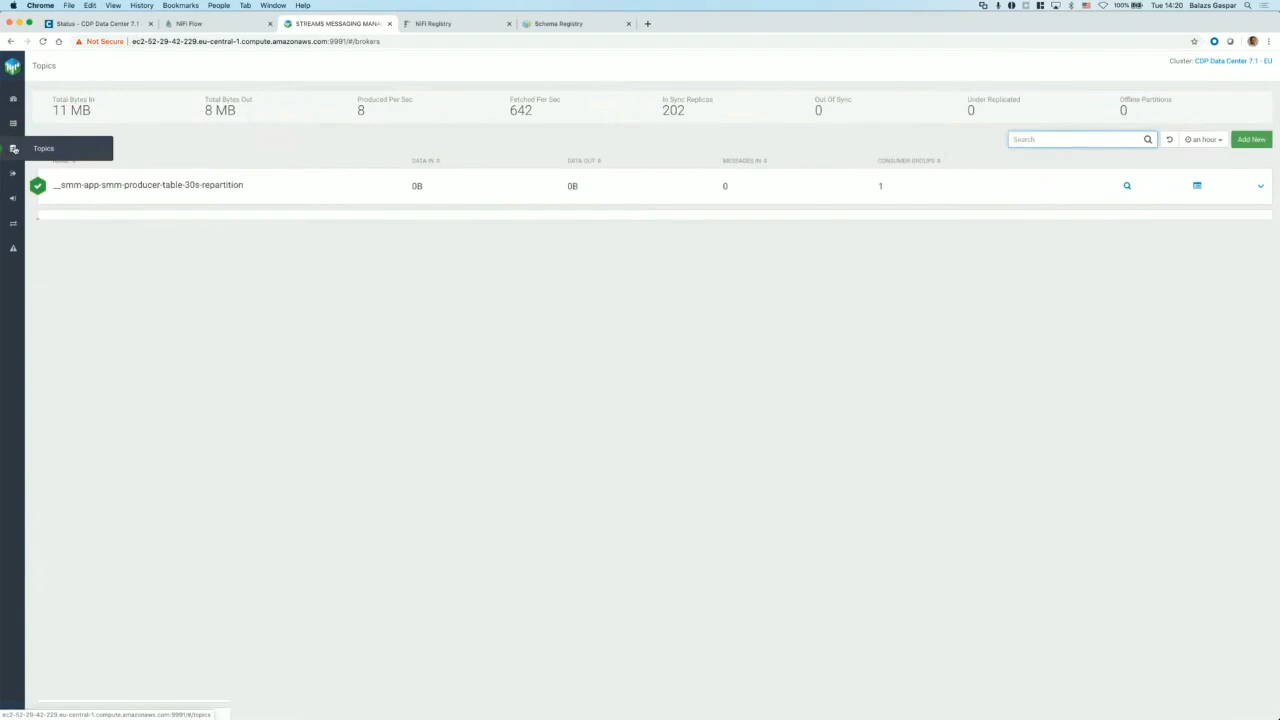 Chrome File Edit View History Bookmarks People Tab Window Help 100% Tue 14:20 Balazs Gaspar
Status - CDP Data Center 7.1 NiFi Flow STREAMS MESSAGING MANA NiFi Registry Schema Registry
Not Secure ec2-52-29-42-229.eu-central-1.compute.amazonaws.com:9991/#/brokers
Topics Cluster: CDP Data Center 7.1 - EU
Total Bytes In Total Bytes Out Produced Per Sec Fetched Per Sec In Sync Replicas Out Of Sync Under Replicated Offline Partitions
11 MB 8 MB 8 642 202 0 0 0
Search an hour Add New
Topics
DATA IN DATA OUT MESSAGES IN CONSUMER GROUPS
__smm-app-smm-producer-table-30s-repartition 0B 0B 0 1
ec2-52-29-42-229.eu-central-1.compute.amazonaws.com:9991/#/topics